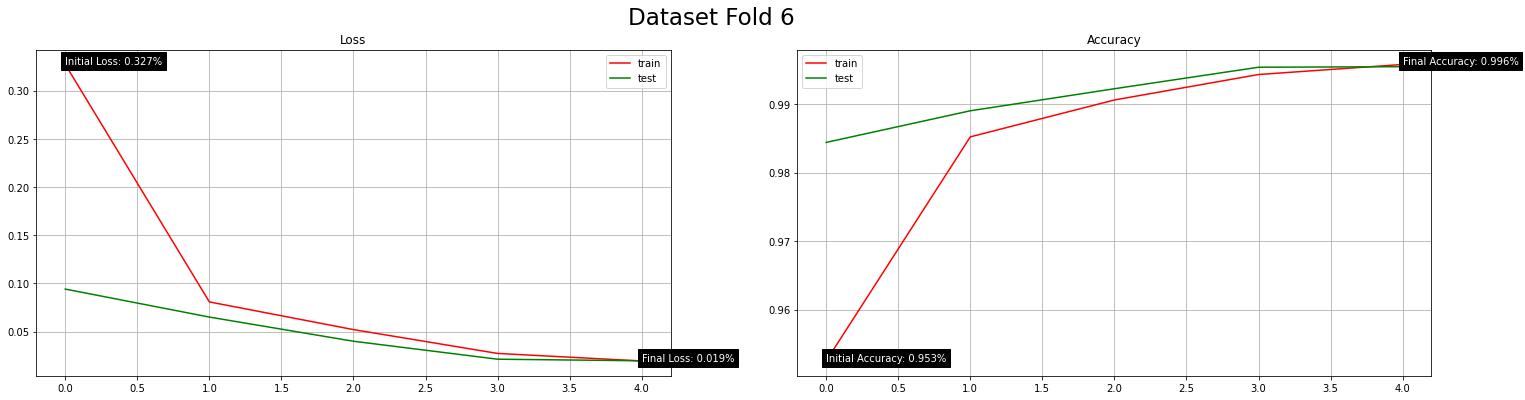 Dataset Fold 6
Loss
Initial Loss: 0.327%
train
test
0.30
0.25
0.20
0.15
0.10
0.05
Final Loss: 0.019%
0.0 0.5 1.0 1.5 2.0 2.5 3.0 3.5 4.0
Accuracy
train
test
Final Accuracy: 0.996%
0.99
0.98
0.97
0.96
Initial Accuracy: 0.953%
0.0 0.5 1.0 1.5 2.0 2.5 3.0 3.5 4.0